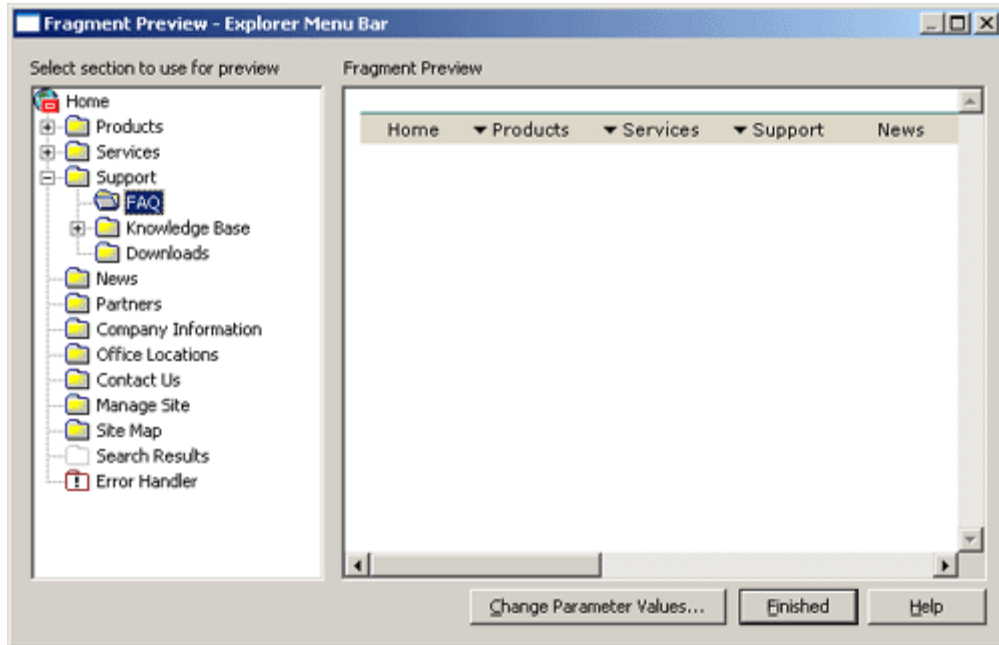 Fragment Preview - Explorer Menu Bar
Select section to use for preview
Fragment Preview
Home
Products
Services
Support
FAQ
Knowledge Base
Downloads
News
Partners
Company Information
Office Locations
Contact Us
Manage Site
Site Map
Search Results
Error Handler
Home Products Services Support News
Change Parameter Values... Finished Help